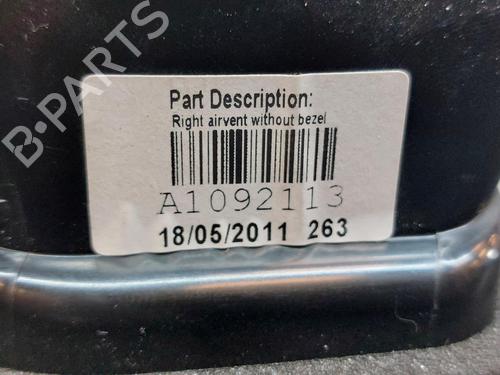 Part Description:
Right airvent without bezel
A1092113
18/05/2011 263
B-PARTS